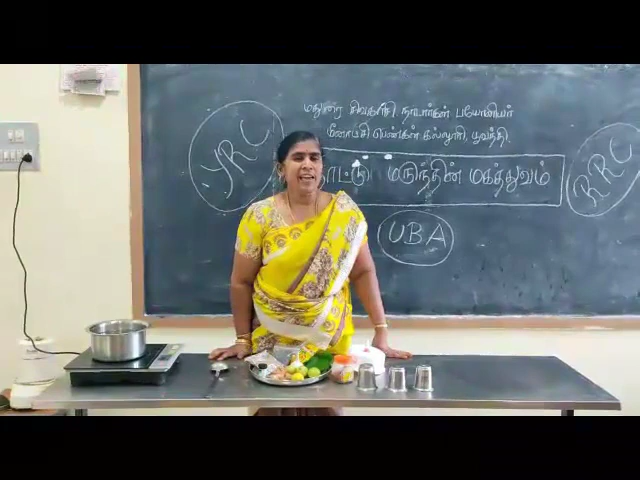 மதுரை சிவகாசி நாடார்கள் பயோனியர்
மீனாட்சி பெண்கள் கல்லூரி, பூவந்தி.
YRC
நாட்டு மருந்தின் மகத்துவம்
RRC
UBA